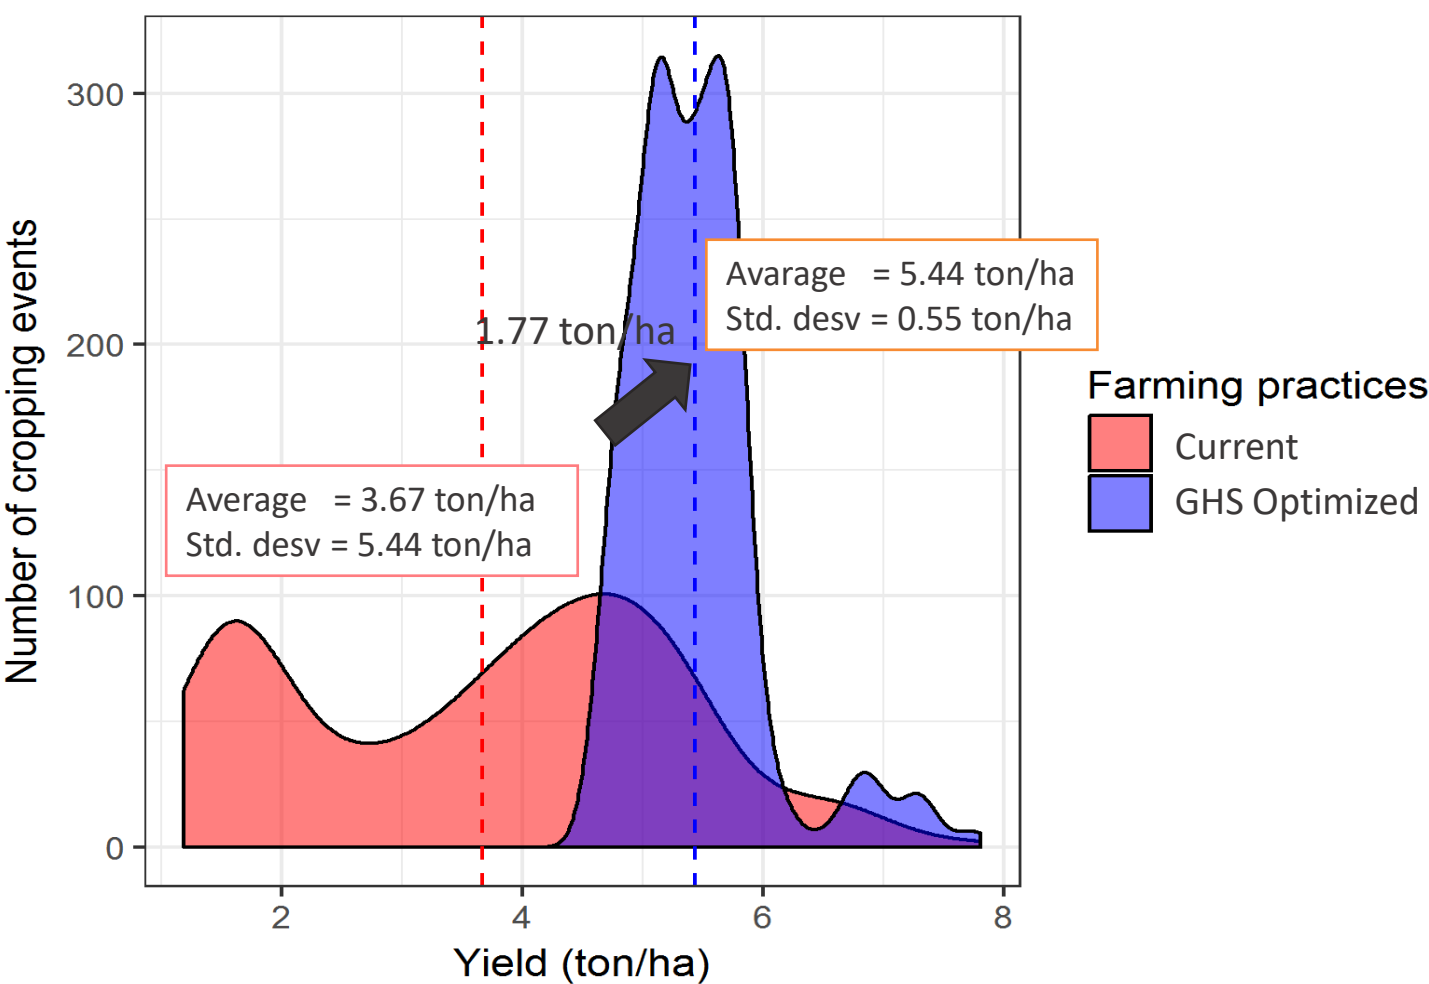 300
200
100
0
Number of cropping events
1.77 ton/ha
Avarage = 5.44 ton/ha
Std. desv = 0.55 ton/ha
Average = 3.67 ton/ha
Std. desv = 5.44 ton/ha
Farming practices
Current
GHS Optimized
2 4 6 8
Yield (ton/ha)